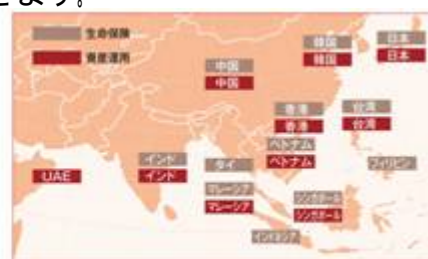 きます。
生命保険
資産運用
韓国
韓国
日本
日本
中国
中国
香港
香港
台湾
台湾
ベトナム
ベトナム
インド
インド
タイ
フィリピン
UAE
マレーシア
マレーシア
シンガポール
シンガポール
インドネシア